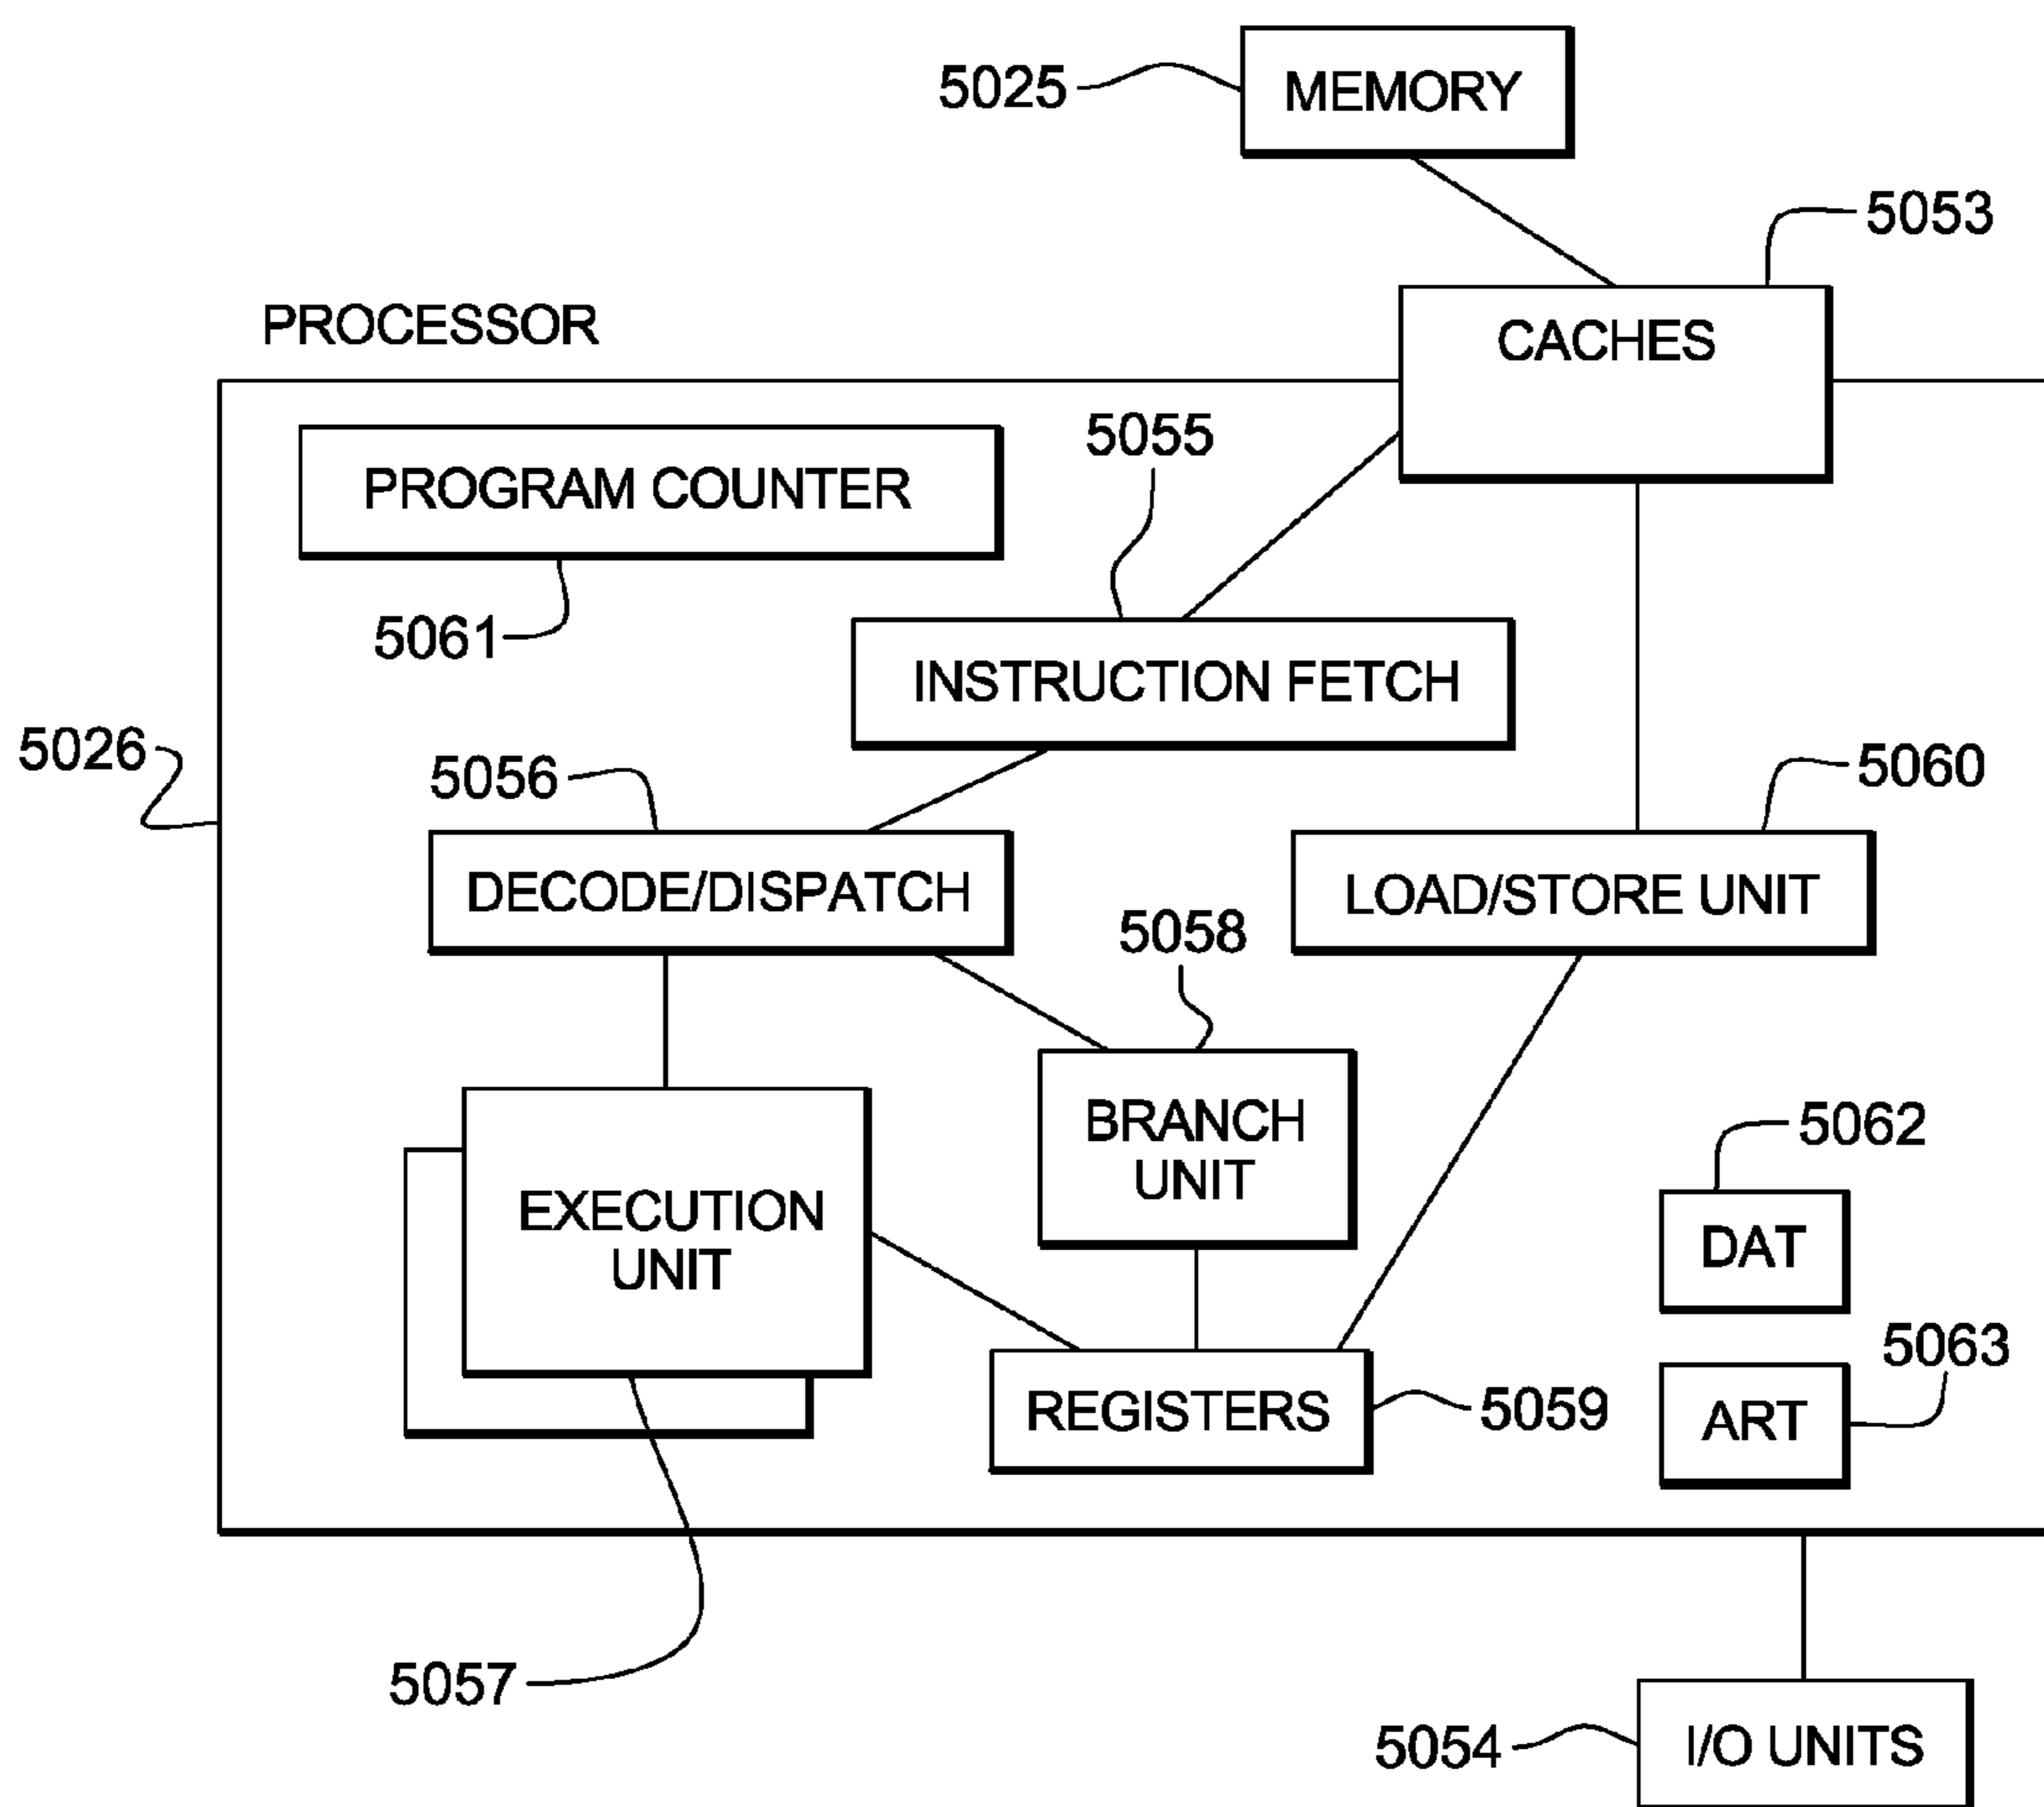 MEMORY
5025
5053
PROCESSOR
CACHES
5055
PROGRAM COUNTER
5061
INSTRUCTION FETCH
5026
5056
5060
DECODE/DISPATCH
LOAD/STORE UNIT
5058
BRANCH
UNIT
5062
EXECUTION
UNIT
DAT
5063
REGISTERS
5059
ART
5057
5054
I/O UNITS